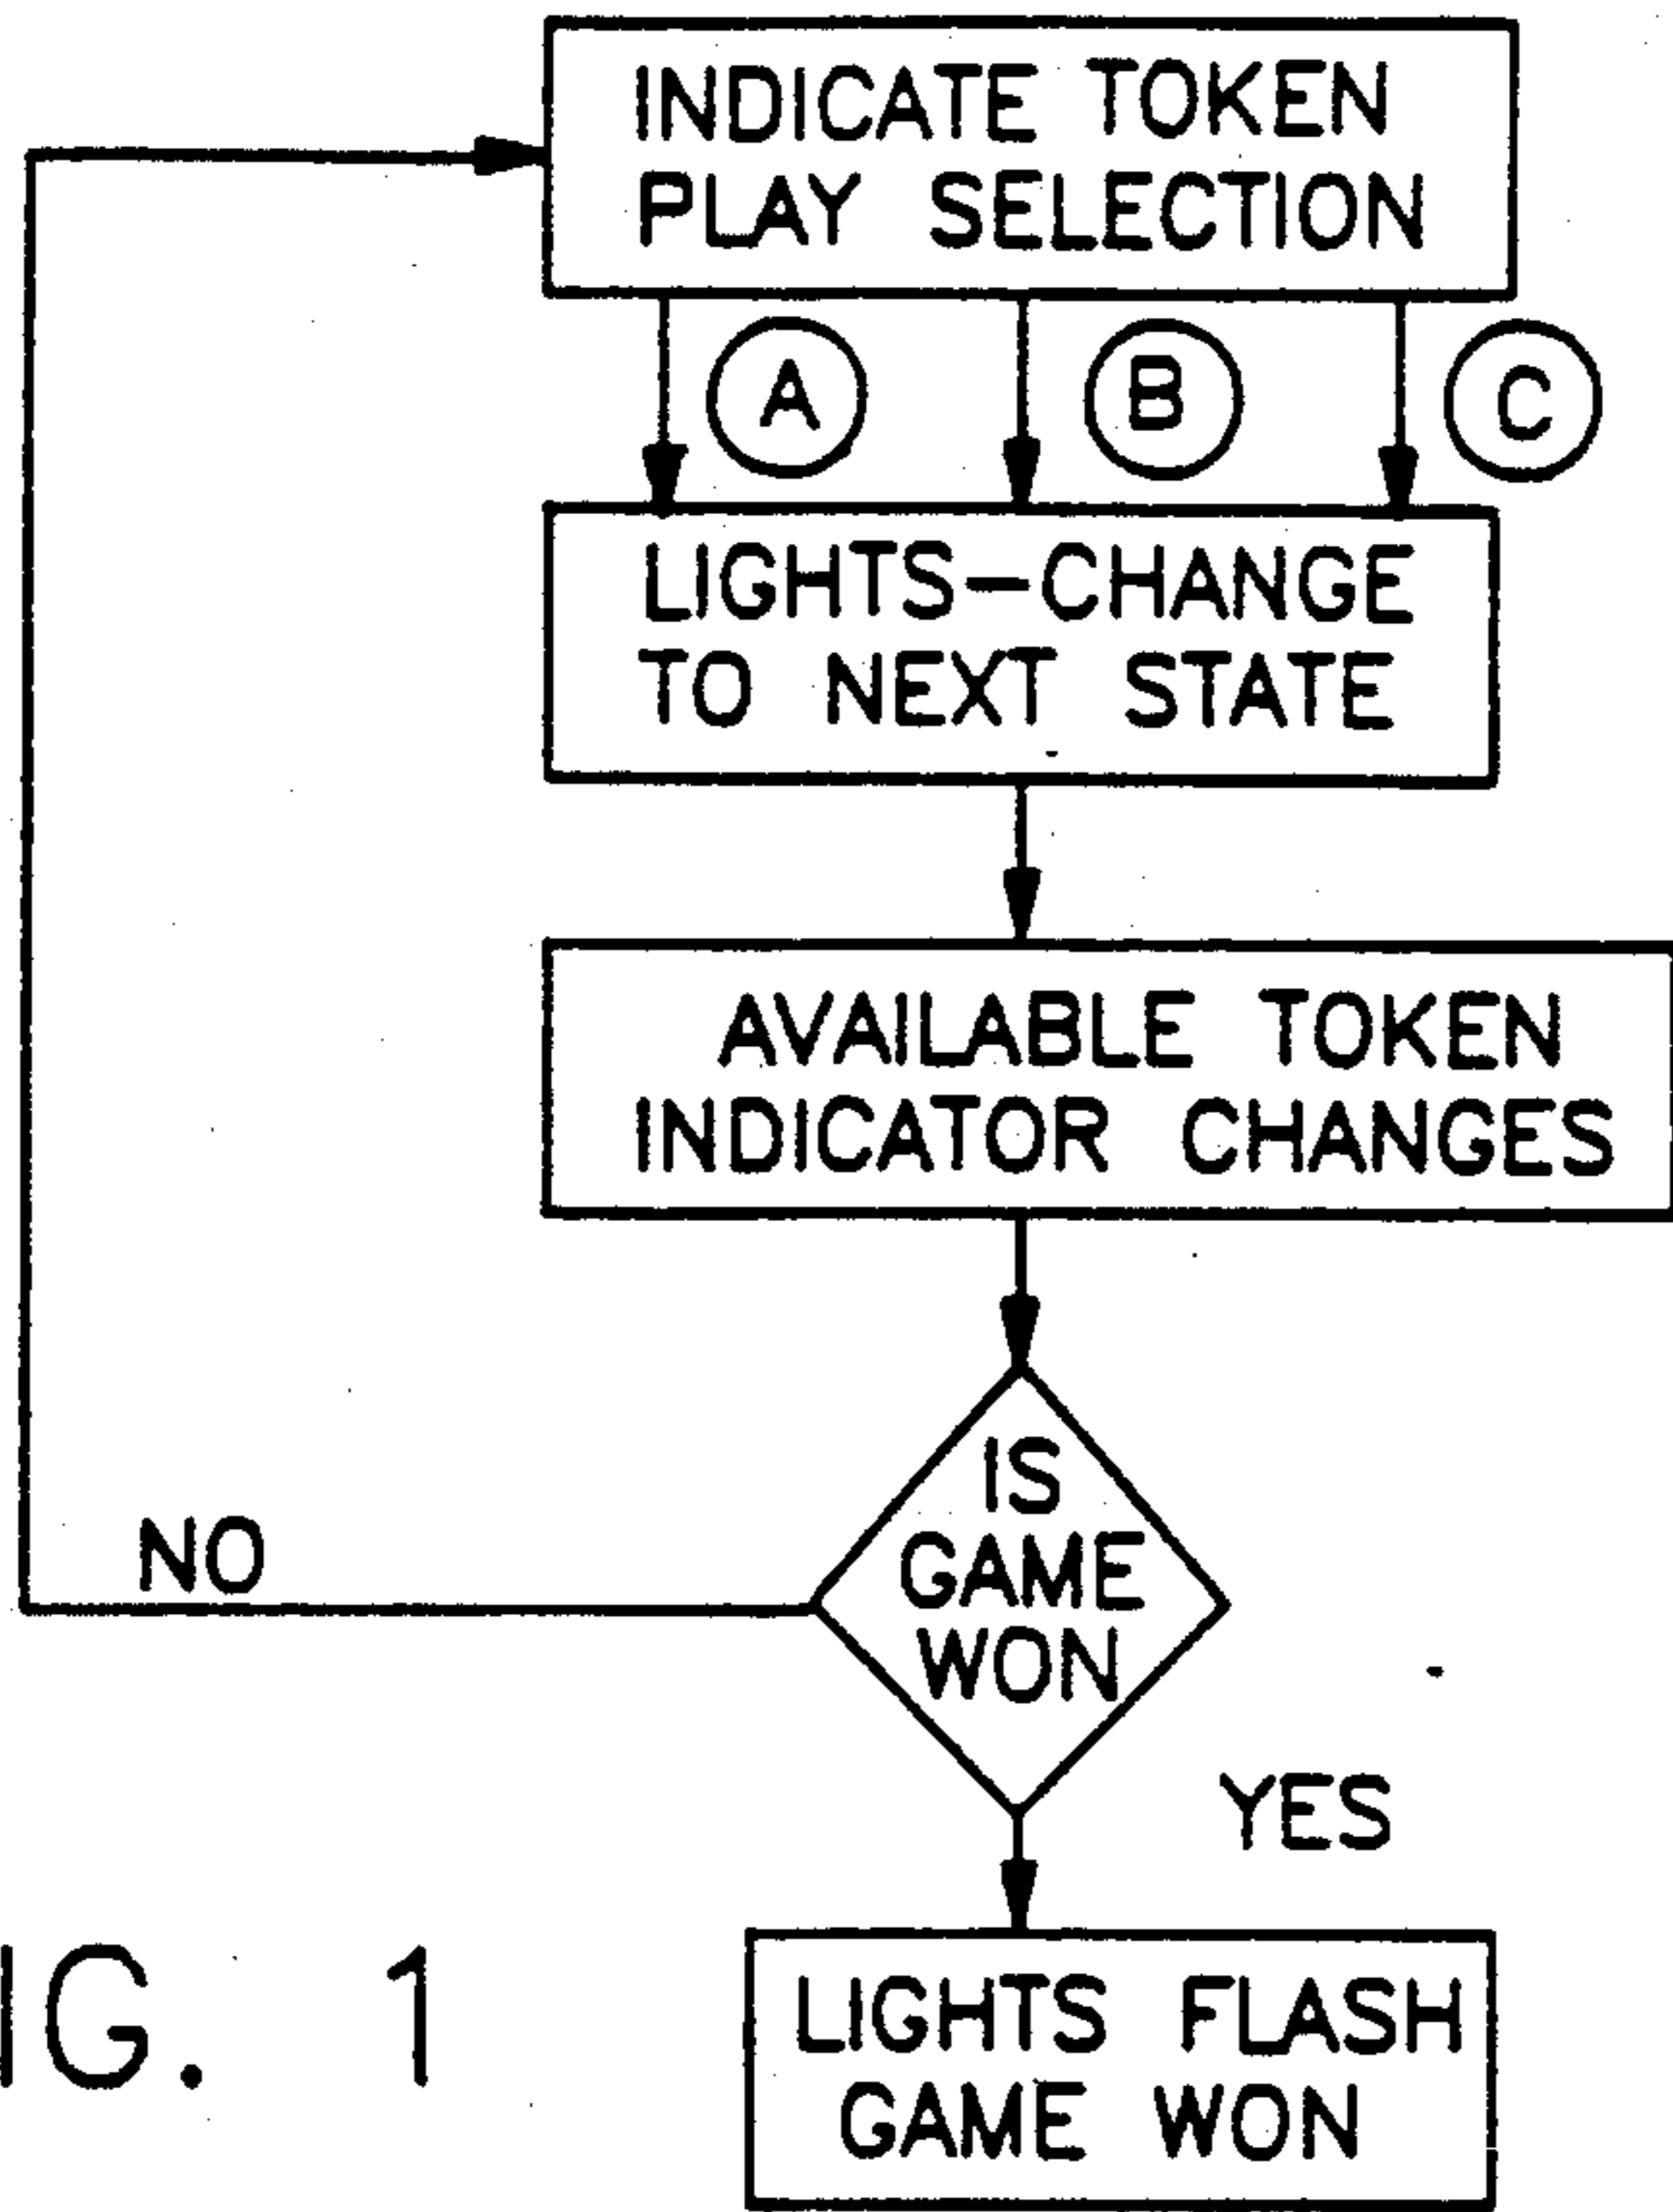 INDICATE TOKEN
PLAY SELECTION
A
B
C
LIGHTS-CHANGE
TO NEXT STATE
AVAILABLE TOKEN
INDICATOR CHANGES
IS
GAME
WON
NO
YES
LIGHTS FLASH
GAME WON
IG. 1